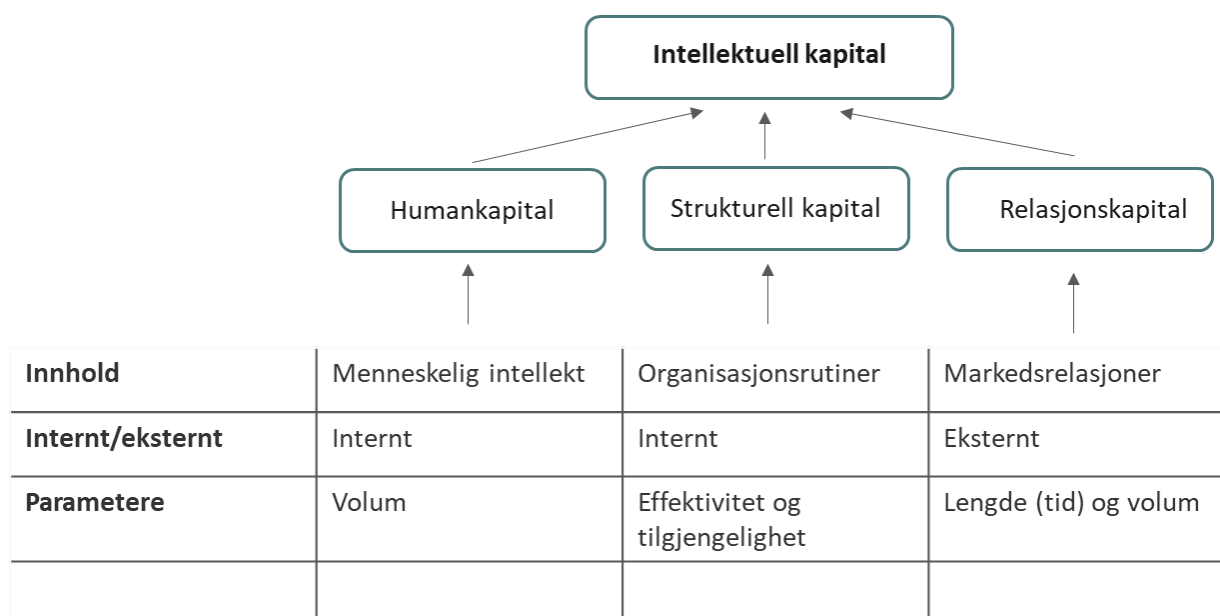 Intellektuell kapital
Humankapital
Strukturell kapital
Relasjonskapital
Innhold
Menneskelig intellekt
Organisasjonsrutiner
Markedsrelasjoner
Internt/eksternt
Internt
Internt
Eksternt
Parametere
Volum
Effektivitet og
tilgjengelighet
Lengde (tid) og volum